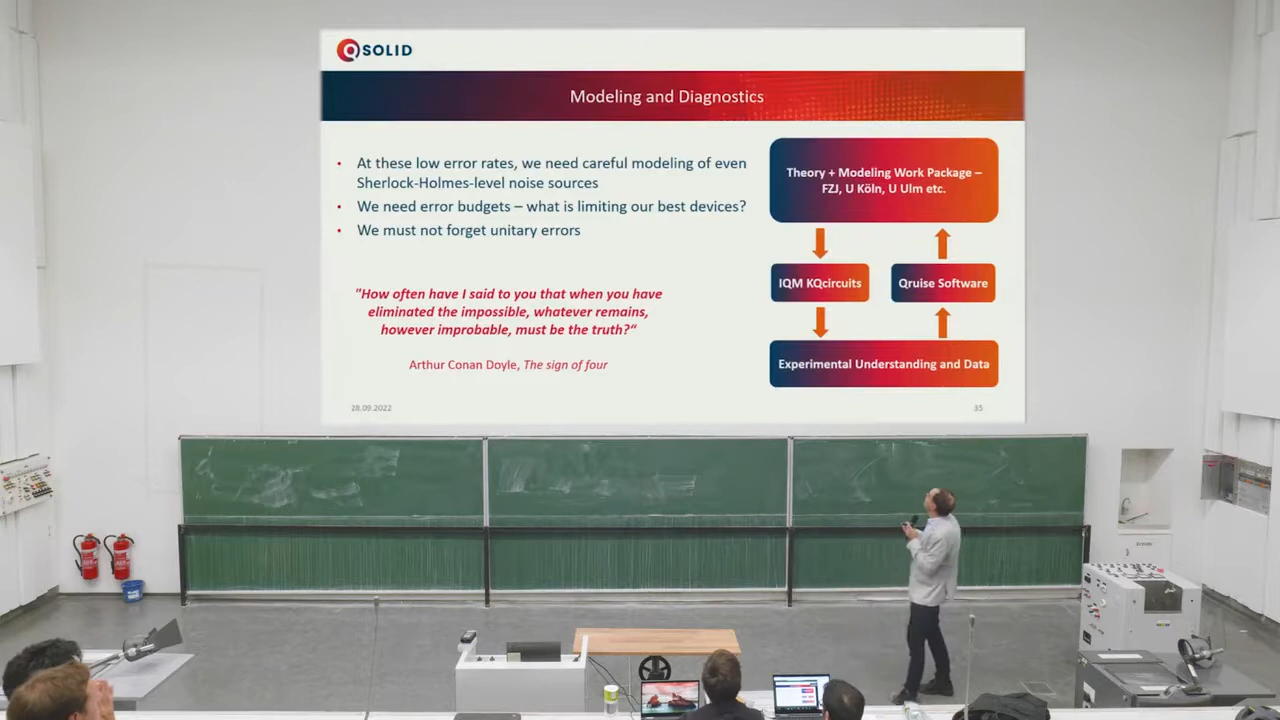 QSOLID
Modeling and Diagnostics
• At these low error rates, we need careful modeling of even
Sherlock-Holmes-level noise sources
• We need error budgets – what is limiting our best devices?
• We must not forget unitary errors
"How often have I said to you that when you have
eliminated the impossible, whatever remains,
however improbable, must be the truth?“
Arthur Conan Doyle, The sign of four
Theory + Modeling Work Package –
FZJ, U Köln, U Ulm etc.
IQM KQcircuits
Qruise Software
Experimental Understanding and Data
28.09.2022
35